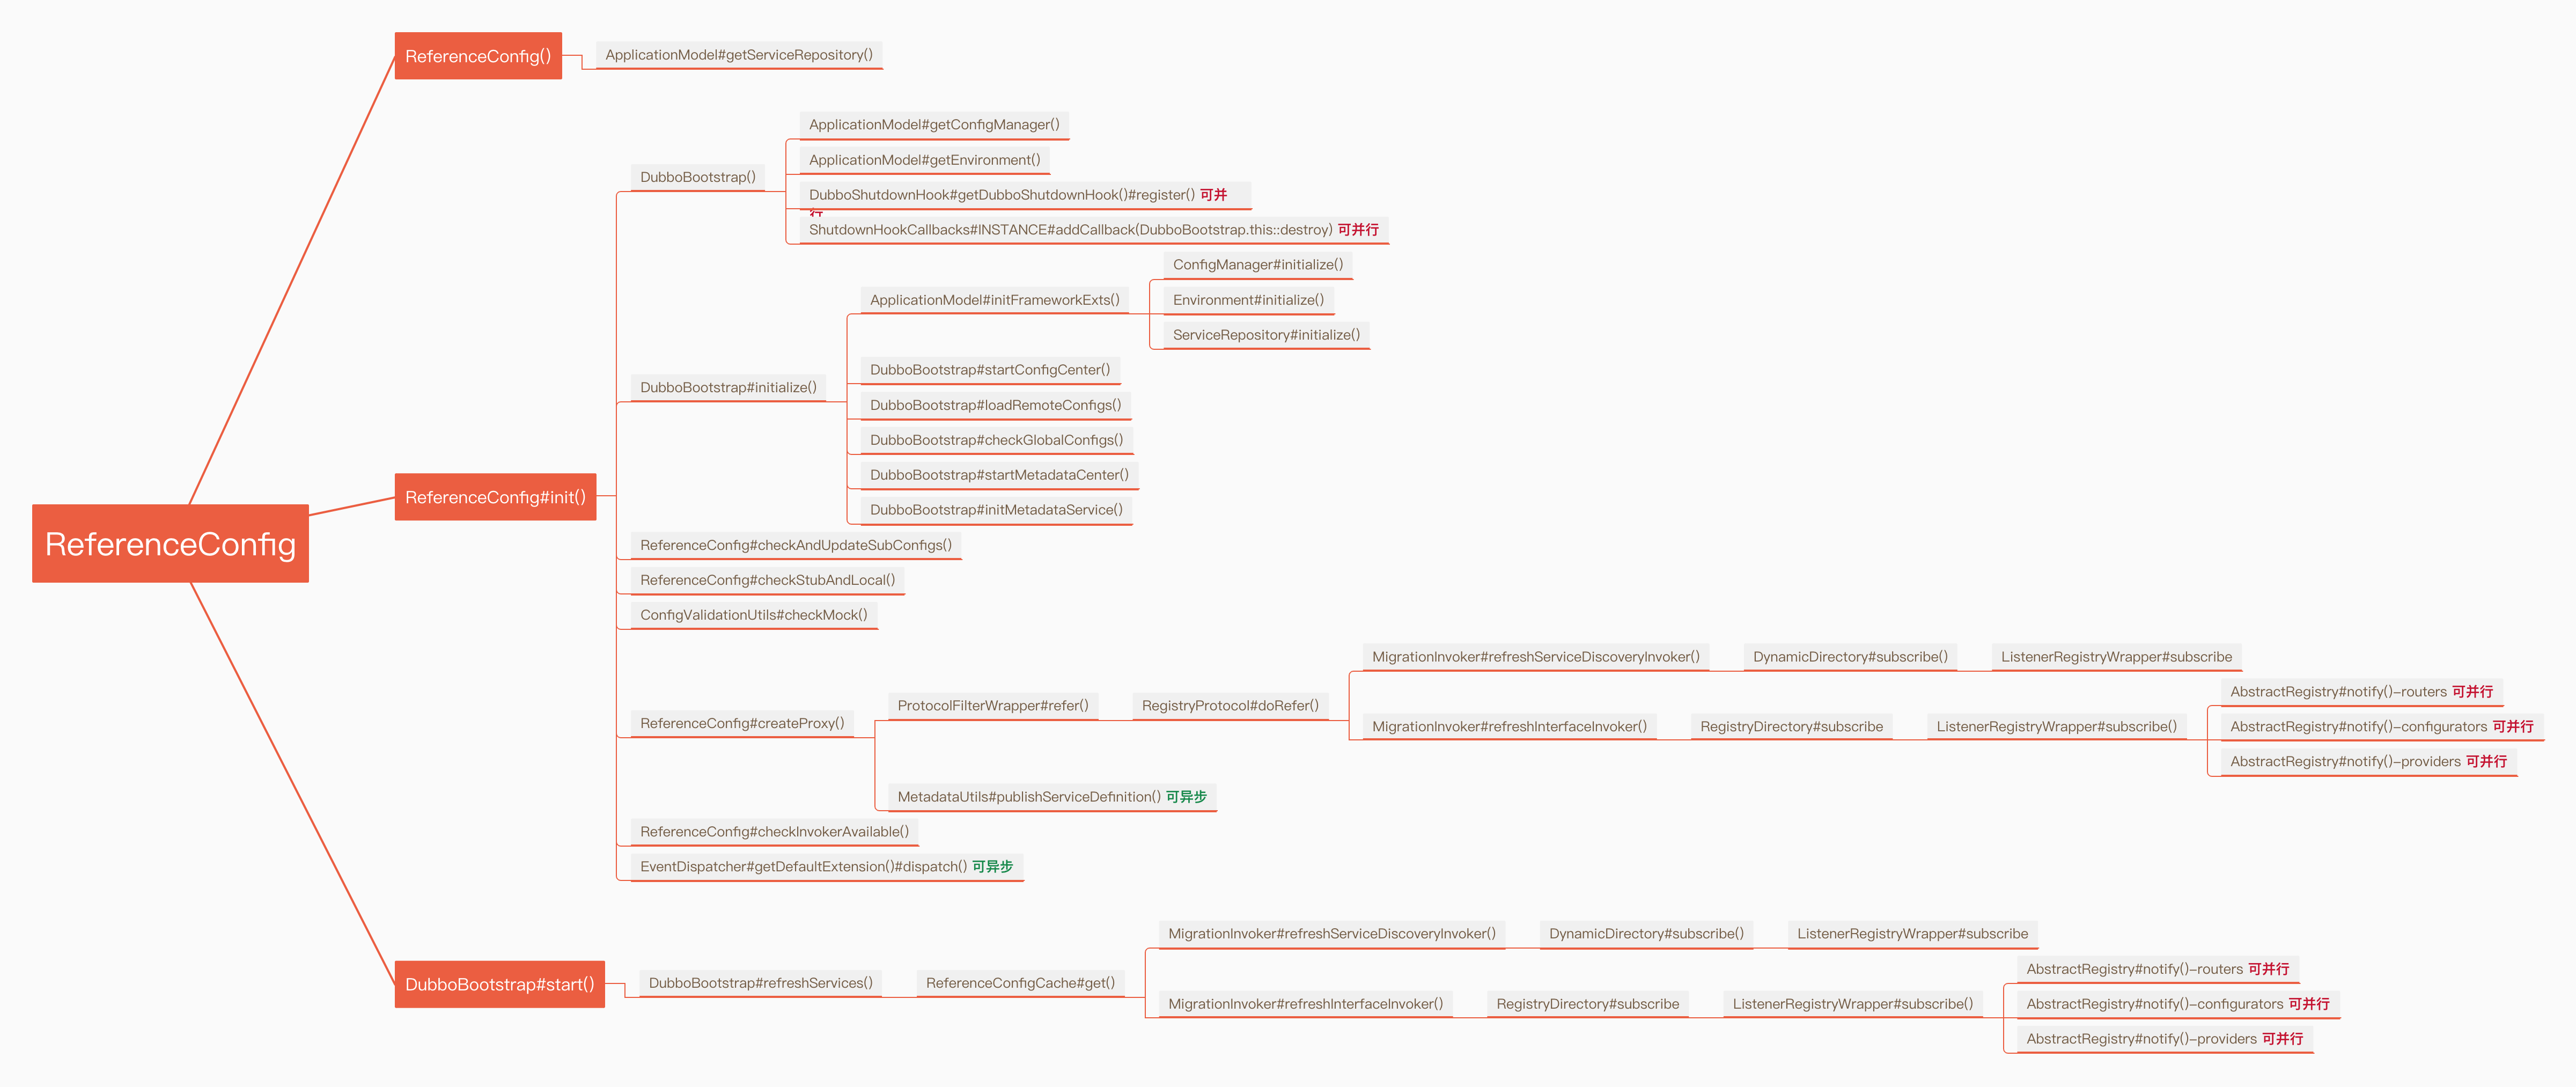 ReferenceConfig
ReferenceConfig()
ApplicationModel#getServiceRepository()
ReferenceConfig#init()
DubboBootstrap()
ApplicationModel#getConfigManager()
ApplicationModel#getEnvironment()
DubboShutdownHook#getDubboShutdownHook()#register() 可并
行
ShutdownHookCallbacks#INSTANCE#addCallback(DubboBootstrap.this::destroy) 可并行
DubboBootstrap#initialize()
ApplicationModel#initFrameworkExts()
ConfigManager#initialize()
Environment#initialize()
ServiceRepository#initialize()
DubboBootstrap#startConfigCenter()
DubboBootstrap#loadRemoteConfigs()
DubboBootstrap#checkGlobalConfigs()
DubboBootstrap#startMetadataCenter()
DubboBootstrap#initMetadataService()
ReferenceConfig#checkAndUpdateSubConfigs()
ReferenceConfig#checkStubAndLocal()
ConfigValidationUtils#checkMock()
ReferenceConfig#createProxy()
ProtocolFilterWrapper#refer()
RegistryProtocol#doRefer()
MigrationInvoker#refreshServiceDiscoveryInvoker()
DynamicDirectory#subscribe()
ListenerRegistryWrapper#subscribe
MigrationInvoker#refreshInterfaceInvoker()
RegistryDirectory#subscribe
ListenerRegistryWrapper#subscribe()
AbstractRegistry#notify()-routers 可并行
AbstractRegistry#notify()-configurators 可并行
AbstractRegistry#notify()-providers 可并行
MetadataUtils#publishServiceDefinition() 可异步
ReferenceConfig#checkInvokerAvailable()
EventDispatcher#getDefaultExtension()#dispatch() 可异步
DubboBootstrap#start()
DubboBootstrap#refreshServices()
ReferenceConfigCache#get()
MigrationInvoker#refreshServiceDiscoveryInvoker()
DynamicDirectory#subscribe()
ListenerRegistryWrapper#subscribe
MigrationInvoker#refreshInterfaceInvoker()
RegistryDirectory#subscribe
ListenerRegistryWrapper#subscribe()
AbstractRegistry#notify()-routers 可并行
AbstractRegistry#notify()-configurators 可并行
AbstractRegistry#notify()-providers 可并行